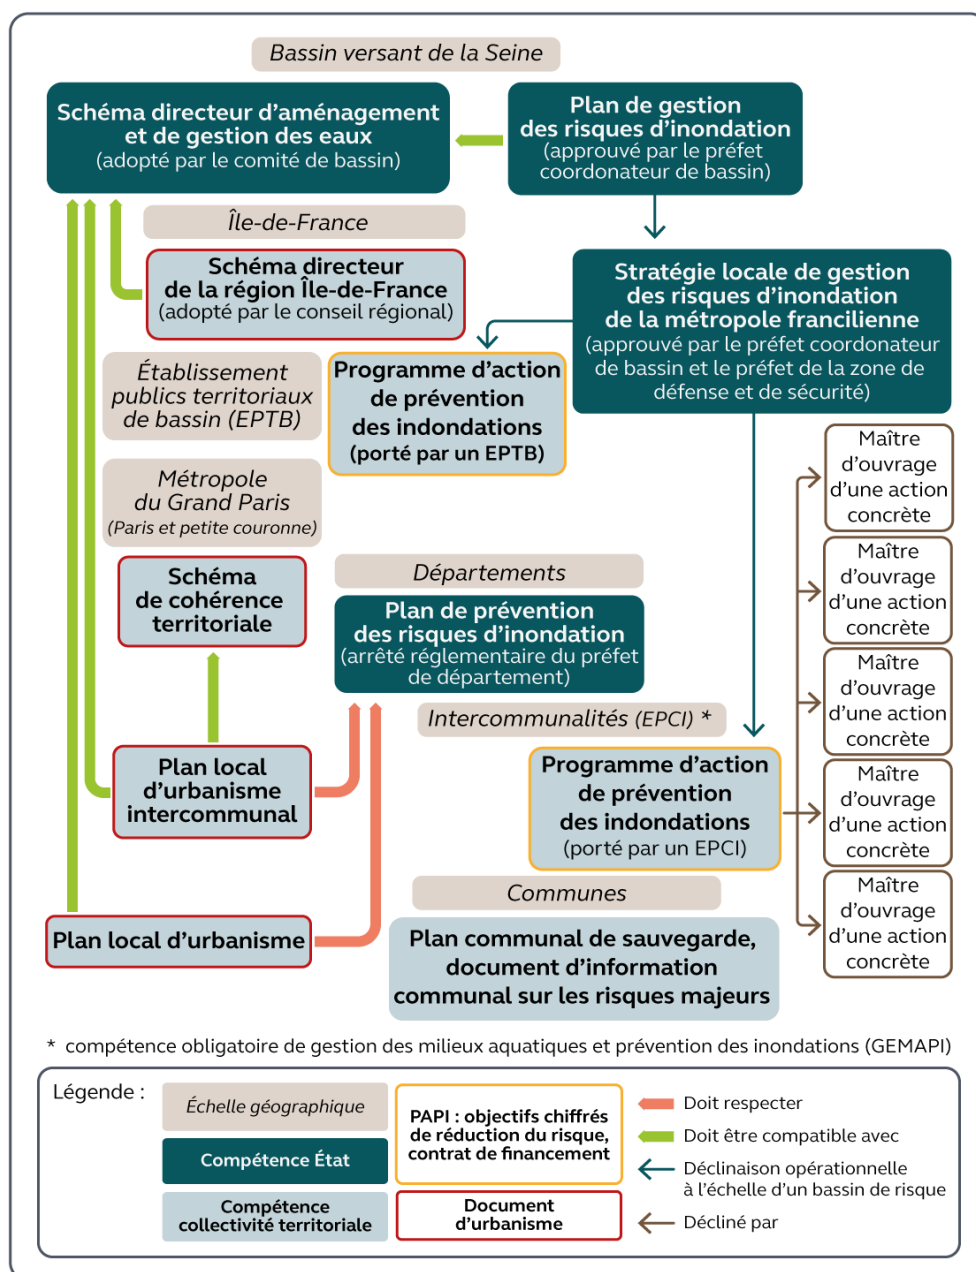 Bassin versant de la Seine
Schéma directeur d’aménagement
et de gestion des eaux
(adopté par le comité de bassin)
Plan de gestion
des risques d’inondation
(approuvé par le préfet
coordonateur de bassin)
Île-de-France
Schéma directeur
de la région Île-de-France
(adopté par le conseil régional)
Stratégie locale de gestion
des risques d’inondation
de la métropole francilienne
(approuvé par le préfet coordonateur
de bassin et le préfet de la zone de
défense et de sécurité)
Établissement
publics territoriaux
de bassin (EPTB)
Programme d’action
de prévention
des indondations
(porté par un EPTB)
Métropole
du Grand Paris
(Paris et petite couronne)
Schéma
de cohérence
territoriale
Départements
Plan de prévention
des risques d’inondation
(arrêté réglementaire du préfet
de département)
Intercommunalités (EPCI) *
Plan local
d’urbanisme
intercommunal
Programme d’action
de prévention
des indondations
(porté par un EPCI)
Maître
d’ouvrage
d’une action
concrète
Maître
d’ouvrage
d’une action
concrète
Maître
d’ouvrage
d’une action
concrète
Maître
d’ouvrage
d’une action
concrète
Maître
d’ouvrage
d’une action
concrète
Communes
Plan local d’urbanisme
Plan communal de sauvegarde,
document d’information
communal sur les risques majeurs
* compétence obligatoire de gestion des milieux aquatiques et prévention des inondations (GEMAPI)
Légende :
Échelle géographique
Compétence État
Compétence
collectivité territoriale
PAPI : objectifs chiffrés
de réduction du risque,
contrat de financement
Document
d’urbanisme
Doit respecter
Doit être compatible avec
Déclinaison opérationnelle
à l’échelle d’un bassin de risque
Décliné par